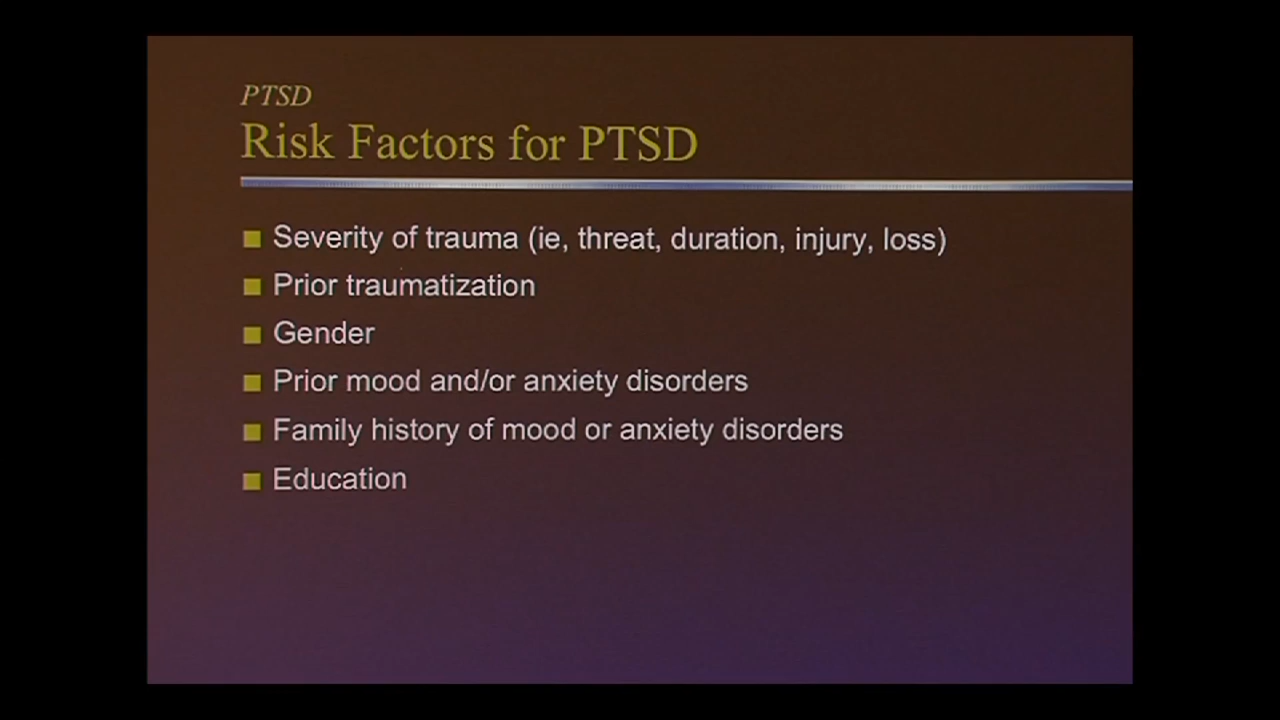 PTSD
Risk Factors for PTSD
Severity of trauma (ie, threat, duration, injury, loss)
Prior traumatization
Gender
Prior mood and/or anxiety disorders
Family history of mood or anxiety disorders
Education